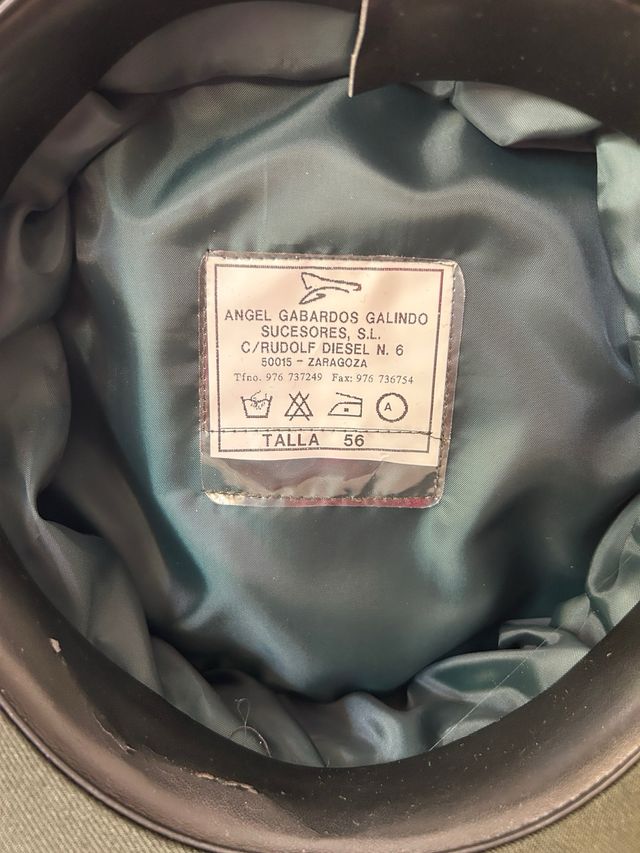 ANGEL GABARDOS GALINDO
SUCESORES, S.L.
C/RUDOLF DIESEL N. 6
50015 - ZARAGOZA
Tfno. 976 737249 Fax: 976 736754
A
TALLA 56